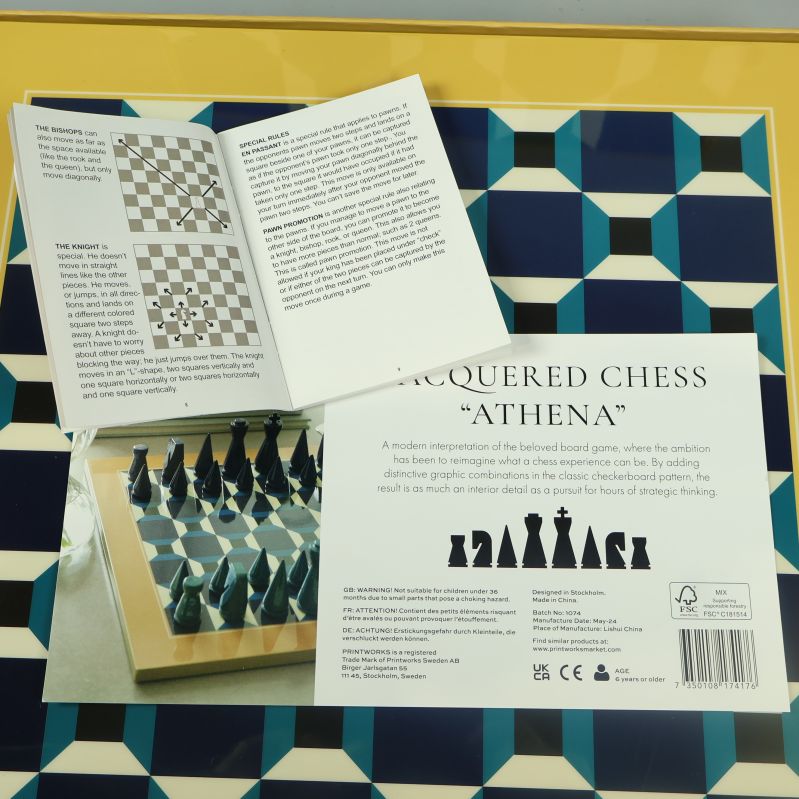 THE BISHOPS can
also move as far as
the space available
(like the rook and
the queen), but only
move diagonally.
THE KNIGHT is
special. He doesn't
move in straight
lines like the other
pieces. He moves,
or jumps, in all direc-
tions and lands on
a different colored
square two steps
away. A knight do-
esn't have to worry
about other pieces
blocking the way; he just jumps over them. The knight
moves in an "L"-shape, two squares vertically and
one square horizontally or two squares horizontally
and one square vertically.
8
SPECIAL RULES
EN PASSANT is a special rule that applies to pawns. If
the opponents pawn moves two steps and lands on a
square beside one of your pawns, it can be captured
as if the opponent's pawn took only one step. You
capture it by moving your pawn diagonally behind the
pawn, to the square it would have occupied if it had
taken only one step. This move is only available on
your turn immediately after your opponent moved the
pawn two steps. You can't save the move for later.
PAWN PROMOTION is another special rule also relating
to the pawns. If you manage to move a pawn to the
other side of the board, you can promote it to become
a knight, bishop, rook, or queen. This also allows you
to have more pieces than normal; such as 2 queens.
This is called pawn promotion. This move is not
allowed if your king has been placed under "check"
or if either of the two pieces can be captured by the
opponent on the next turn. You can only make this
move once during a game.
9
ACQUERED CHESS
"ATHENA"
A modern interpretation of the beloved board game, where the ambition
has been to reimagine what a chess experience can be. By adding
distinctive graphic combinations in the classic checkerboard pattern, the
result is as much an interior detail as a pursuit for hours of strategic thinking.
GB: WARNING! Not suitable for children under 36
months due to small parts that pose a choking hazard.
FR: ATTENTION! Contient des petits éléments risquant
d'être avalés ou pouvant provoquer l'étouffement.
DE: ACHTUNG! Erstickungsgefahr durch Kleinteile, die
verschluckt werden können.
PRINTWORKS is a registered
Trade Mark of Printworks Sweden AB
Birger Jarlsgatan 55
111 45, Stockholm, Sweden
Designed in Stockholm.
Made in China.
Batch No: 1074
Manufacture Date: May-24
Place of Manufacture: Lishui China
Find similar products at:
www.printworksmarket.com
UK
CA
CE
AGE
6 years or older
FSC
MIX
Supporting
responsible forestry
FSC® C181514
7 350108 174176